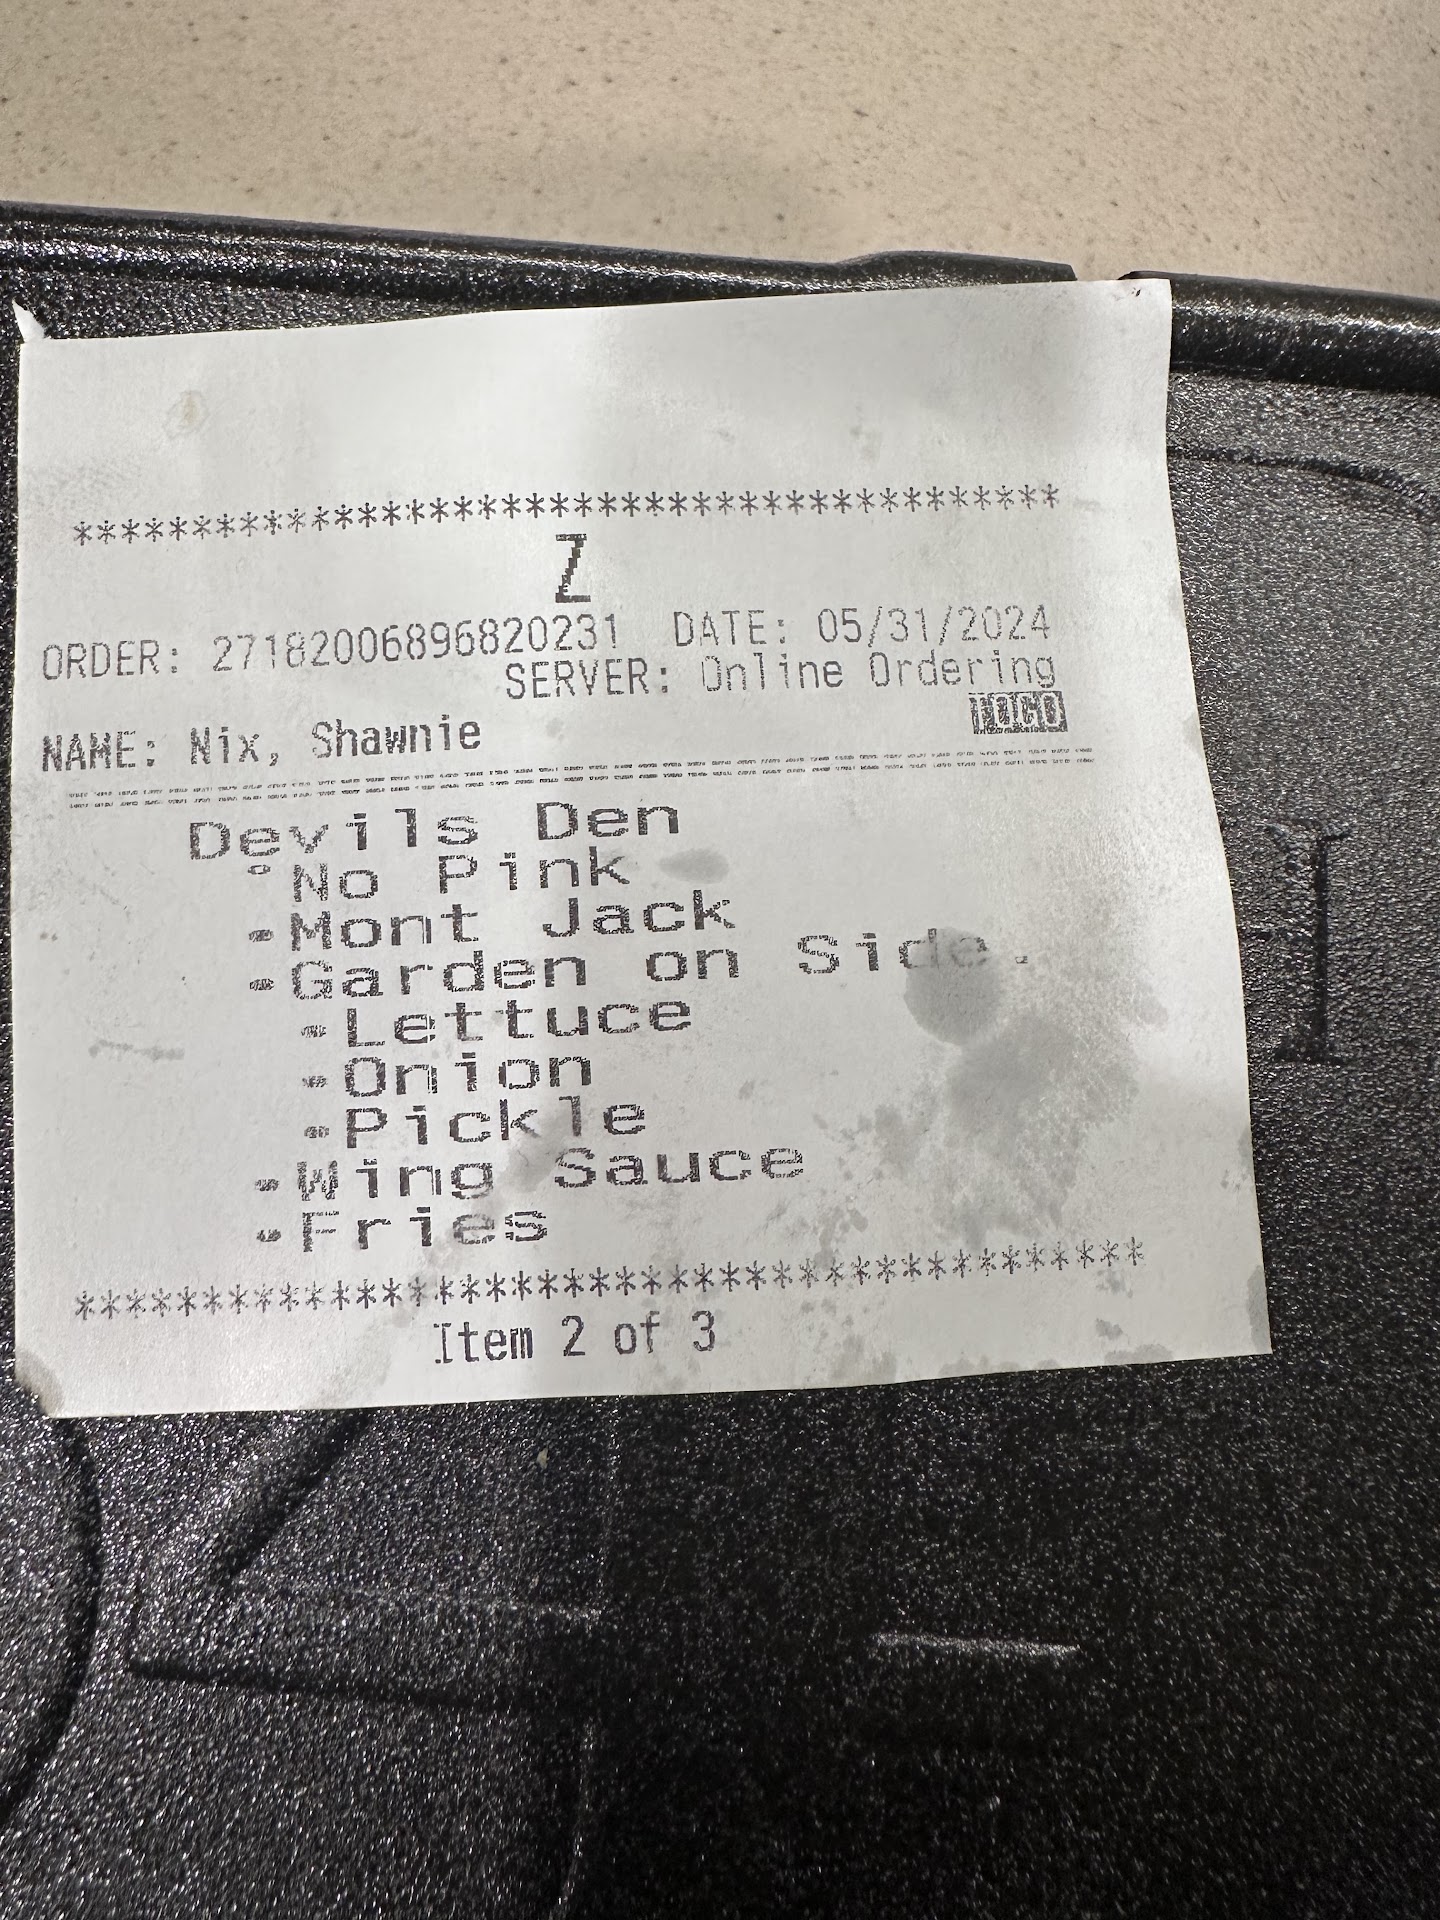 *****************************************
Z
ORDER: 27182006896820231 DATE: 05/31/2024
SERVER: Online Ordering
NAME: Nix, Shawnie
Devils Den
-No Pink
-Mont Jack
-Garden on Side.
-Lettuce
-Onion
-Pickle
-Wing Sauce
-Fries
*****************************************
Item 2 of 3